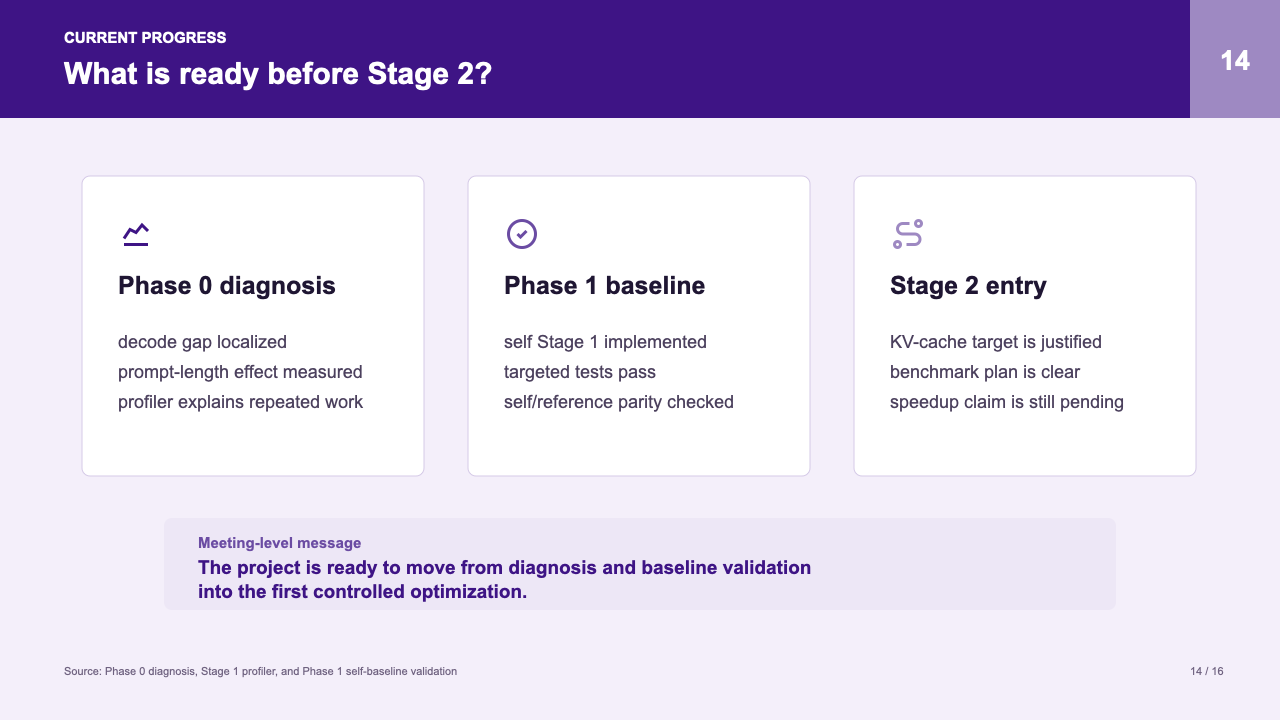 CURRENT PROGRESS
What is ready before Stage 2?
14
Phase 0 diagnosis
decode gap localized
prompt-length effect measured
profiler explains repeated work
Phase 1 baseline
self Stage 1 implemented
targeted tests pass
self/reference parity checked
Stage 2 entry
KV-cache target is justified
benchmark plan is clear
speedup claim is still pending
Meeting-level message
The project is ready to move from diagnosis and baseline validation
into the first controlled optimization.
Source: Phase 0 diagnosis, Stage 1 profiler, and Phase 1 self-baseline validation
14 / 16